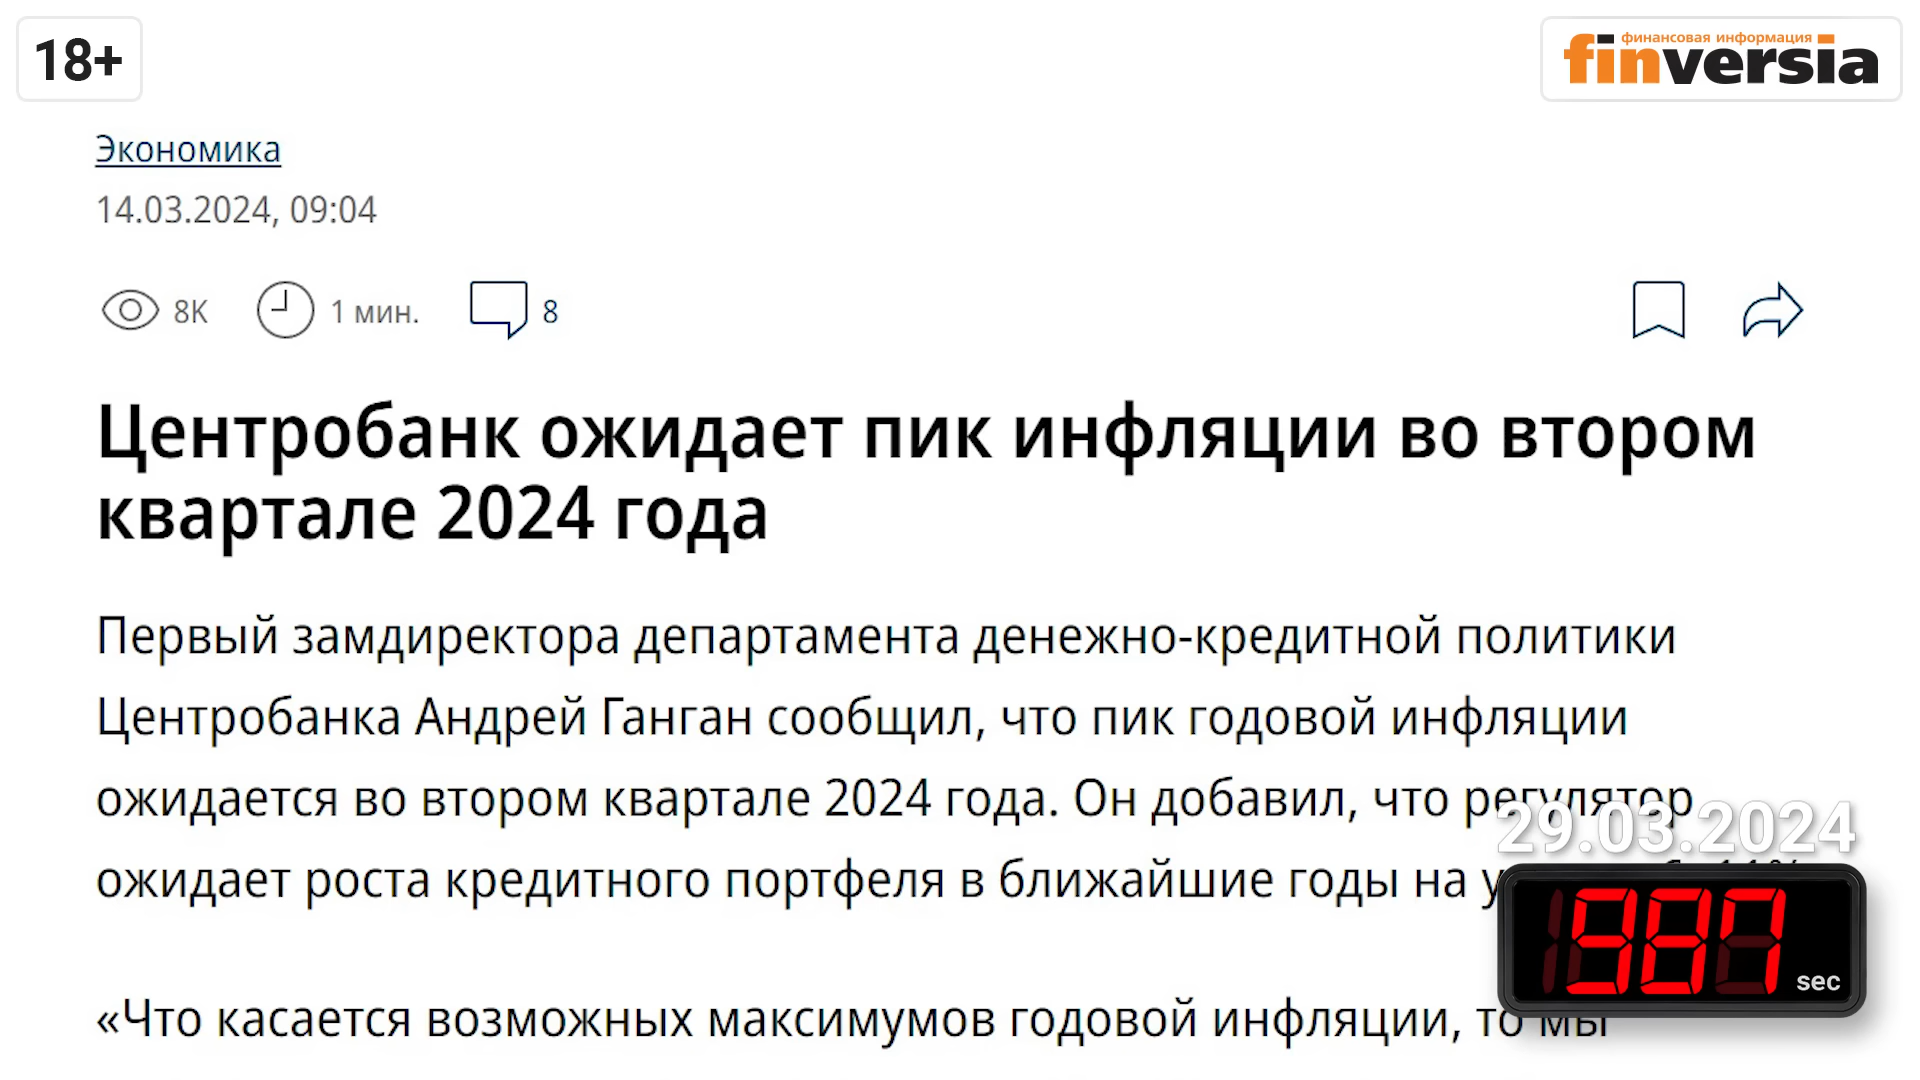 18+
финансовая информация
finversia
Экономика
14.03.2024, 09:04
8K 1 мин. 8
Центробанк ожидает пик инфляции во втором
квартале 2024 года
Первый замдиректора департамента денежно-кредитной политики
Центробанка Андрей Ганган сообщил, что пик годовой инфляции
ожидается во втором квартале 2024 года. Он добавил, что регулятор
ожидает роста кредитного портфеля в ближайшие годы на
«Что касается возможных максимумов годовой инфляции, то мы
29.03.2024
987 sec